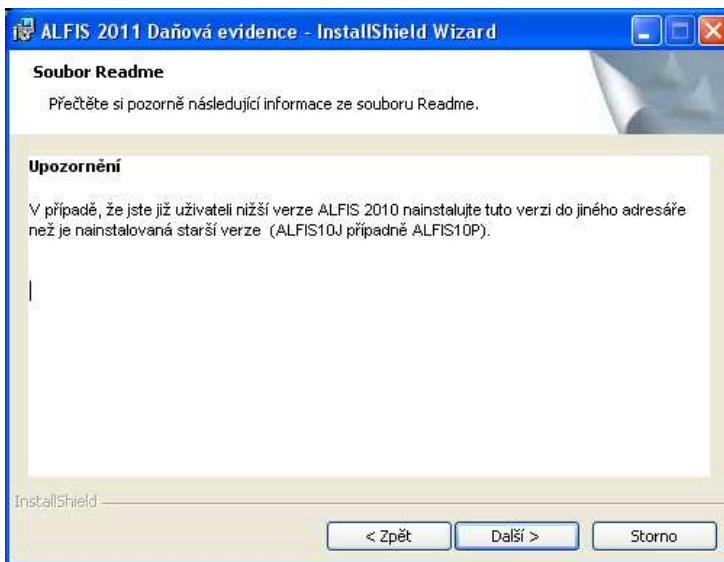 ALFIS 2011 Daňová evidence - InstallShield Wizard
Soubor Readme
Přečtěte si pozorně následující informace ze souboru Readme.
Upozornění
V případě, že jste již uživateli nižší verze ALFIS 2010 nainstalujte tuto verzi do jiného adresáře
než je nainstalovaná starší verze (ALFIS10J případně ALFIS10P).
InstallShield
< Zpět
Další >
Storno